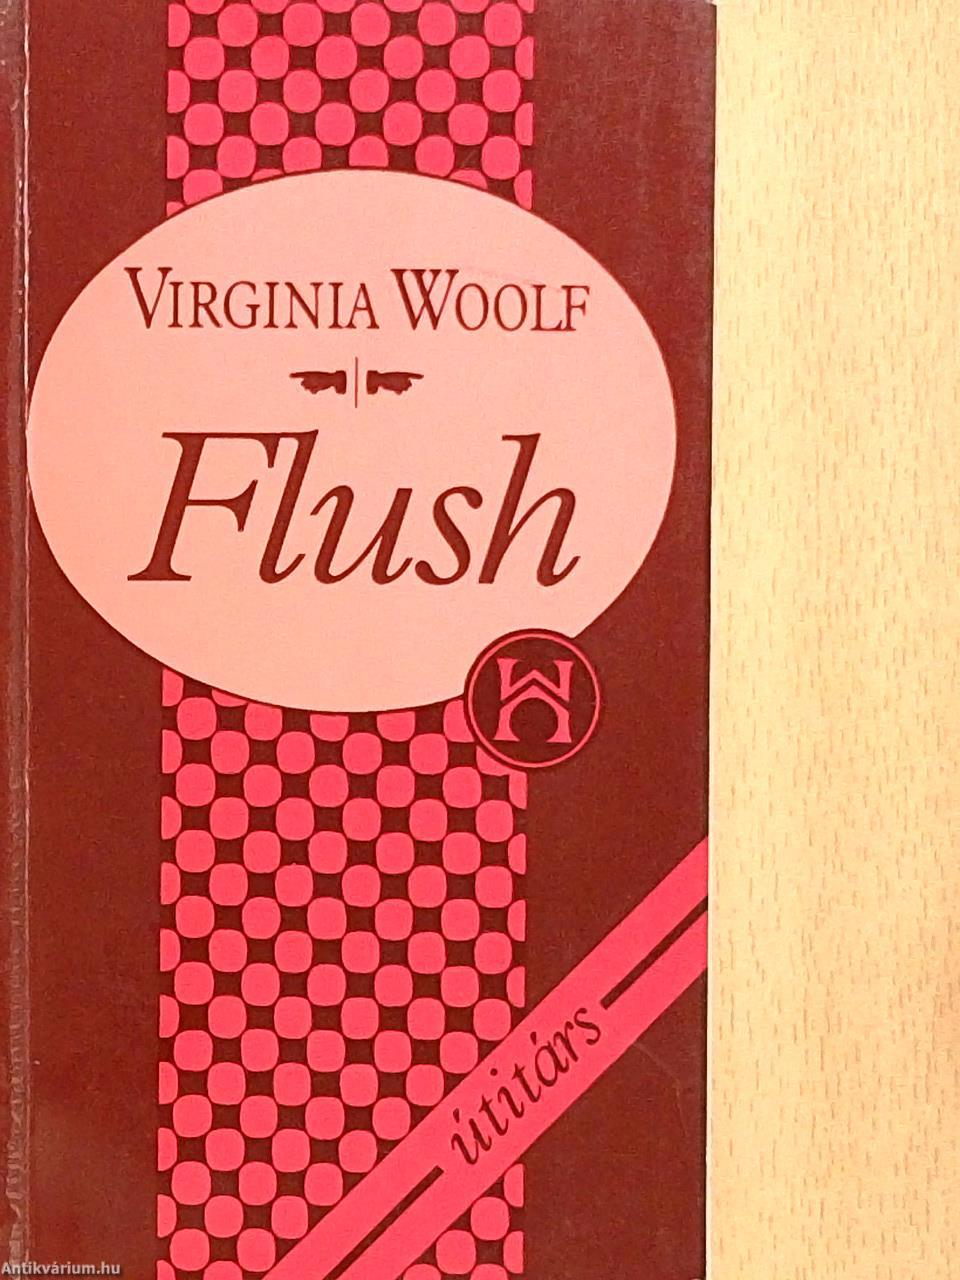 VIRGINIA WOOLF
Flush
útitárs
Antikvárium.hu